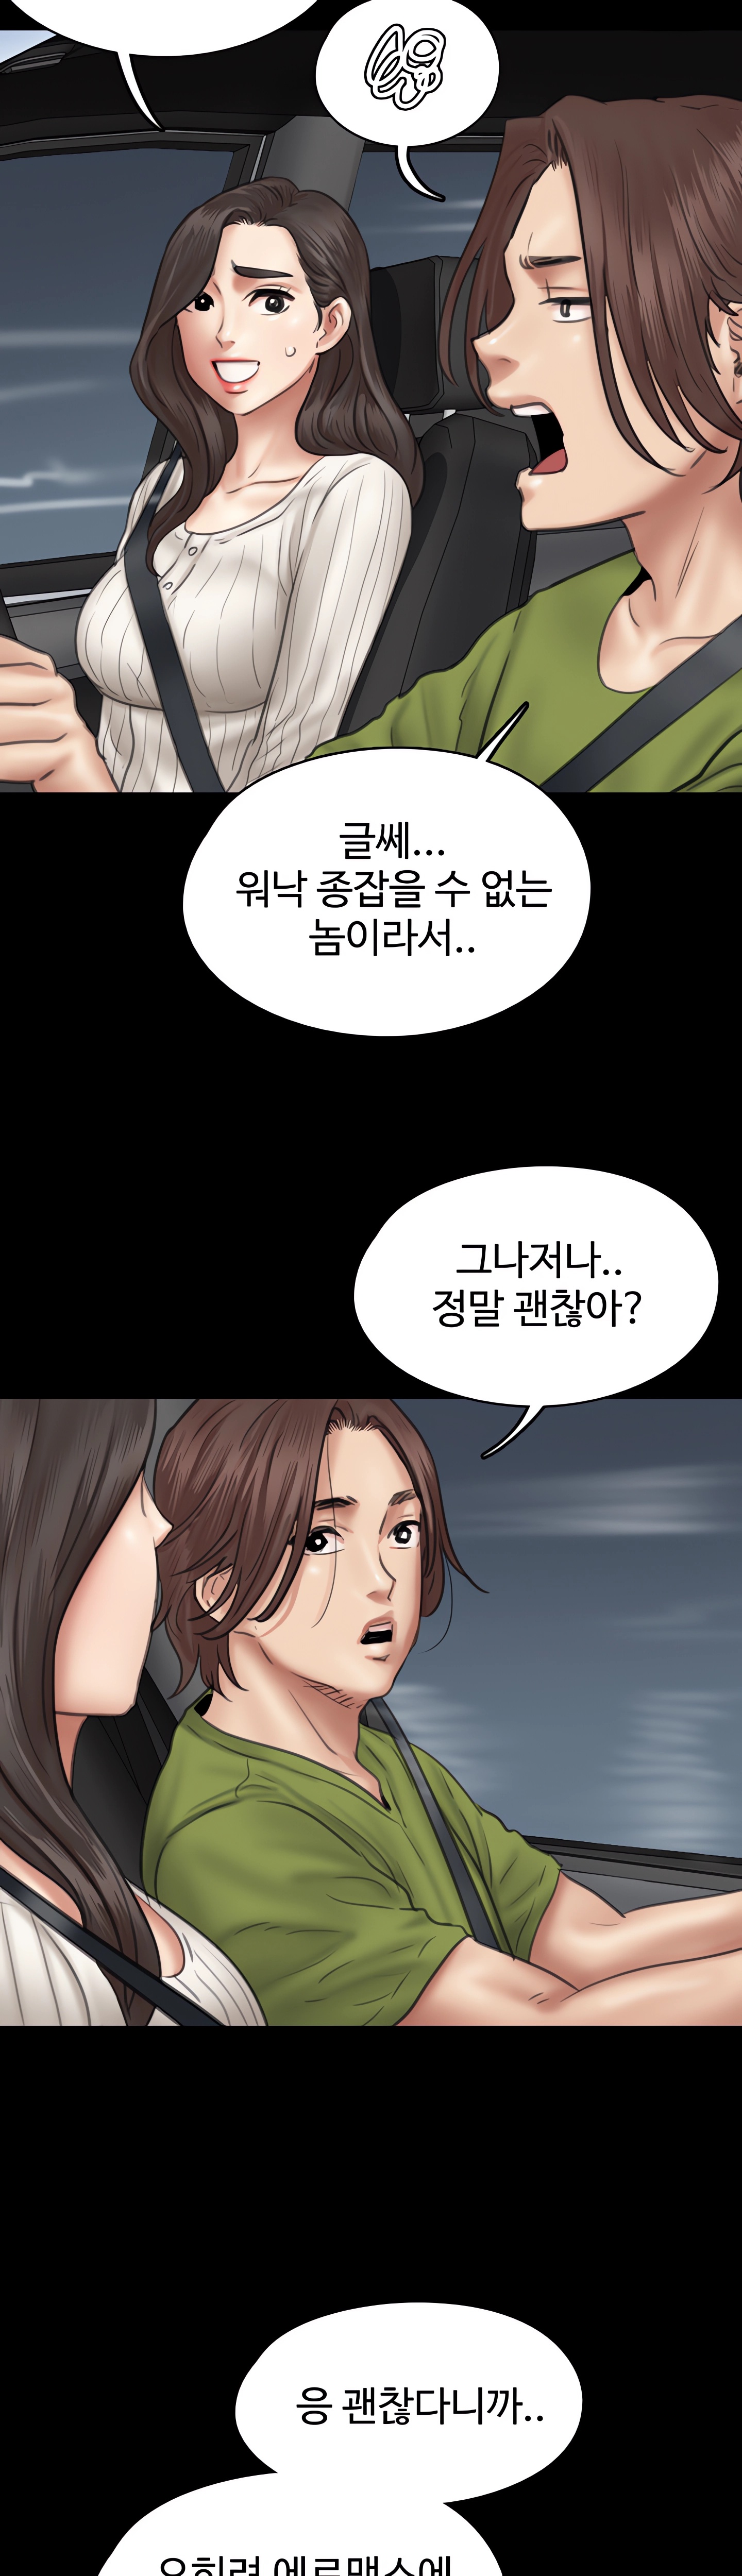 글쎄...
워낙 종잡을 수 없는
놈이라서..
그나저나..
정말 괜찮아?
응 괜찮다니까..